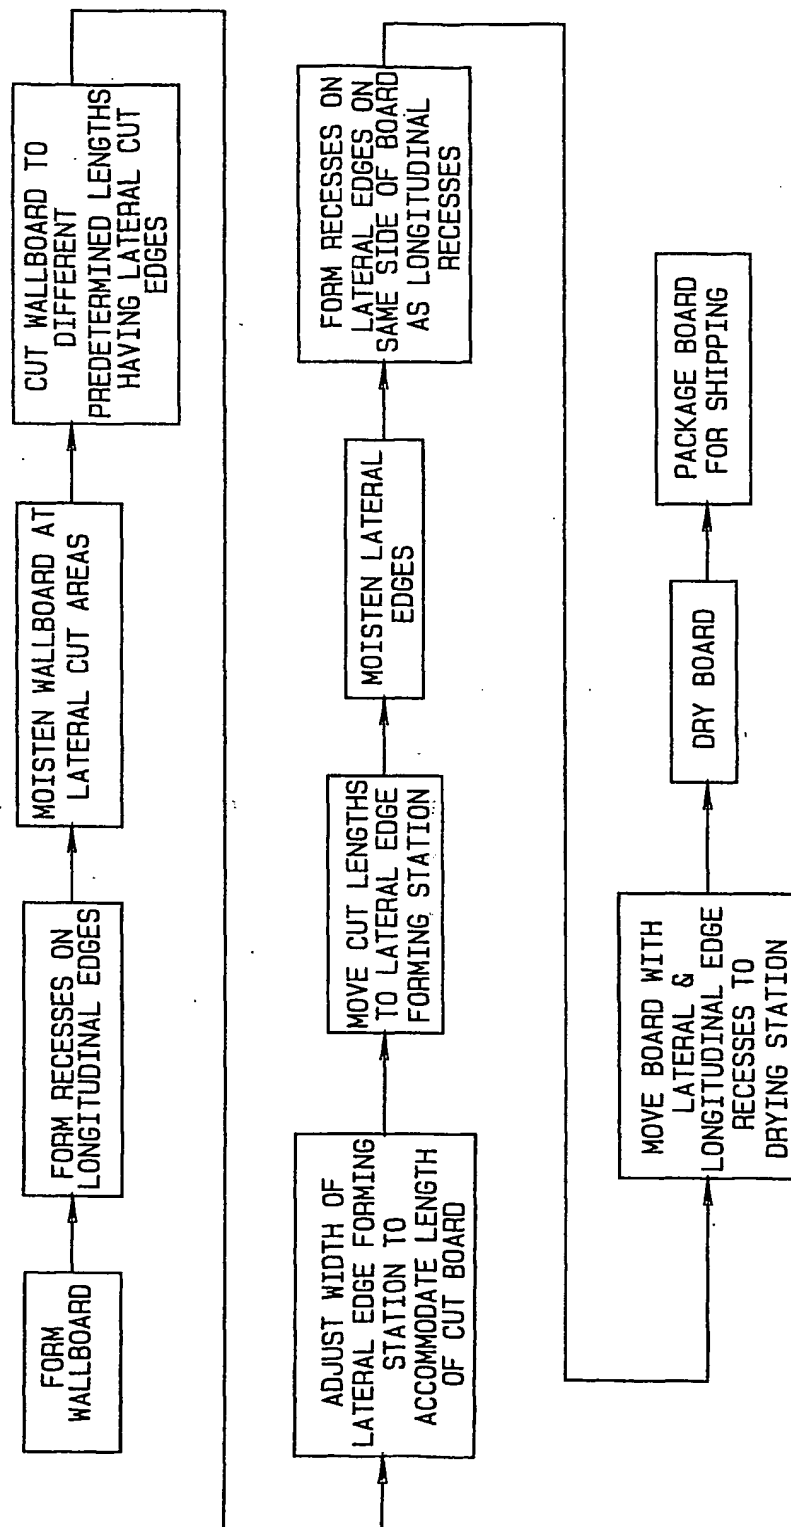 FORM
WALLBOARD
FORM RECESSES ON
LONGITUDINAL EDGES
MOISTEN WALLBOARD AT
LATERAL CUT AREAS
CUT WALLBOARD TO
DIFFERENT
PREDETERMINED LENGTHS
HAVING LATERAL CUT
EDGES
ADJUST WIDTH OF
LATERAL EDGE FORMING
STATION TO
ACCOMMODATE LENGTH
OF CUT BOARD
MOVE CUT LENGTHS
TO LATERAL EDGE
FORMING STATION
MOISTEN LATERAL
EDGES
FORM RECESSES ON
LATERAL EDGES ON
SAME SIDE OF BOARD
AS LONGITUDINAL
RECESSES
MOVE BOARD WITH
LATERAL &
LONGITUDINAL EDGE
RECESSES TO
DRYING STATION
DRY BOARD
PACKAGE BOARD
FOR SHIPPING